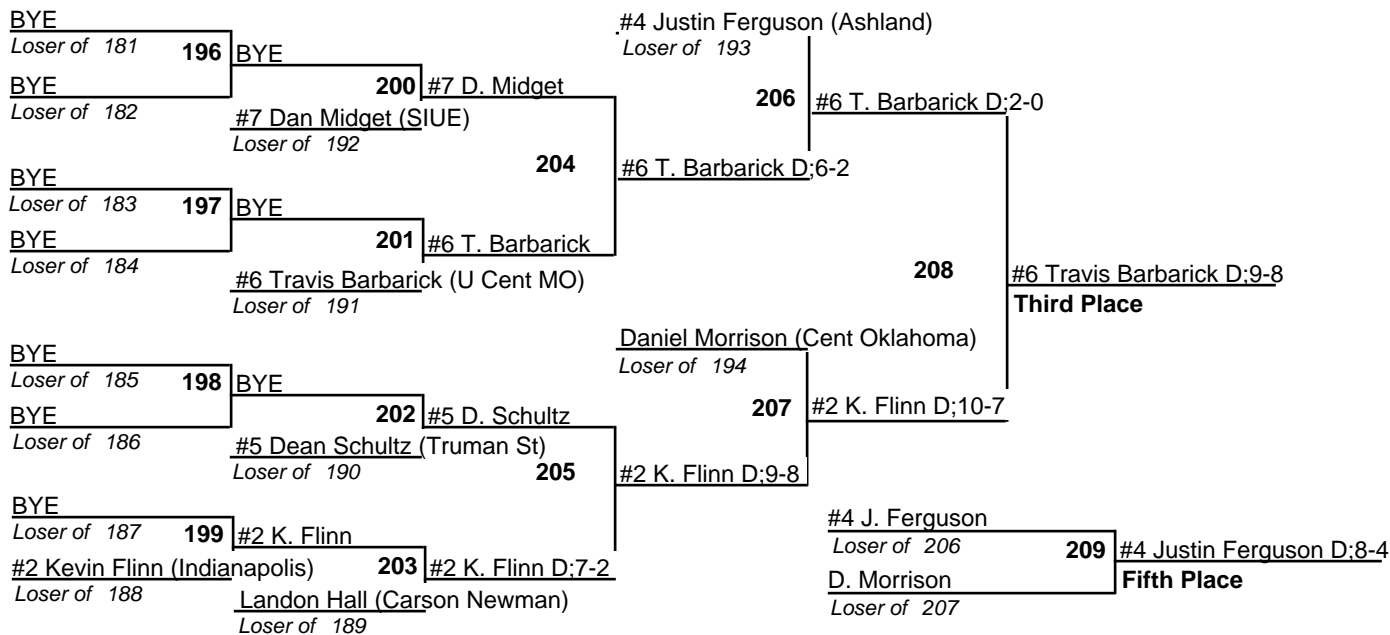 BYE
Loser of 181
196
BYE
BYE
Loser of 182
200
#7 D. Midget
#7 Dan Midget (SIUE)
Loser of 192
BYE
Loser of 183
197
BYE
BYE
Loser of 184
201
#6 T. Barbarick
#6 Travis Barbarick (U Cent MO)
Loser of 191
204
#6 T. Barbarick D;6-2
#4 Justin Ferguson (Ashland)
Loser of 193
206
#6 T. Barbarick D;2-0
BYE
Loser of 185
198
BYE
BYE
Loser of 186
202
#5 D. Schultz
#5 Dean Schultz (Truman St)
Loser of 190
BYE
Loser of 187
199
#2 K. Flinn
#2 Kevin Flinn (Indianapolis)
Loser of 188
203
#2 K. Flinn D;7-2
Landon Hall (Carson Newman)
Loser of 189
205
#2 K. Flinn D;9-8
Daniel Morrison (Cent Oklahoma)
Loser of 194
207
#2 K. Flinn D;10-7
208
#6 Travis Barbarick D;9-8
Third Place
#4 J. Ferguson
Loser of 206
209
D. Morrison
Loser of 207
#4 Justin Ferguson D;8-4
Fifth Place